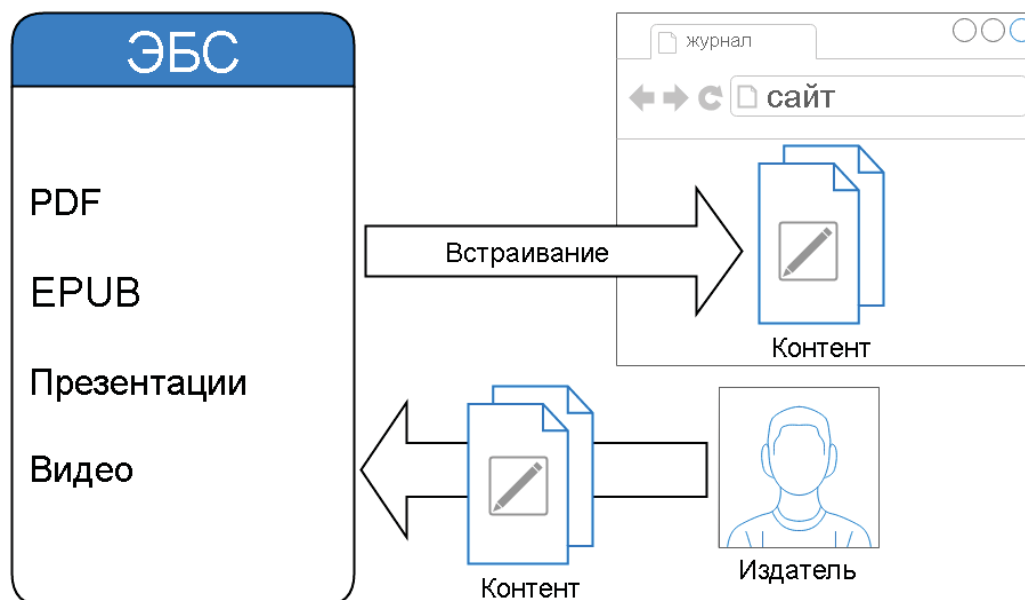 ЭБС
PDF
EPUB
Презентации
Видео
журнал
сайт
Встраивание
Контент
Контент
Издатель